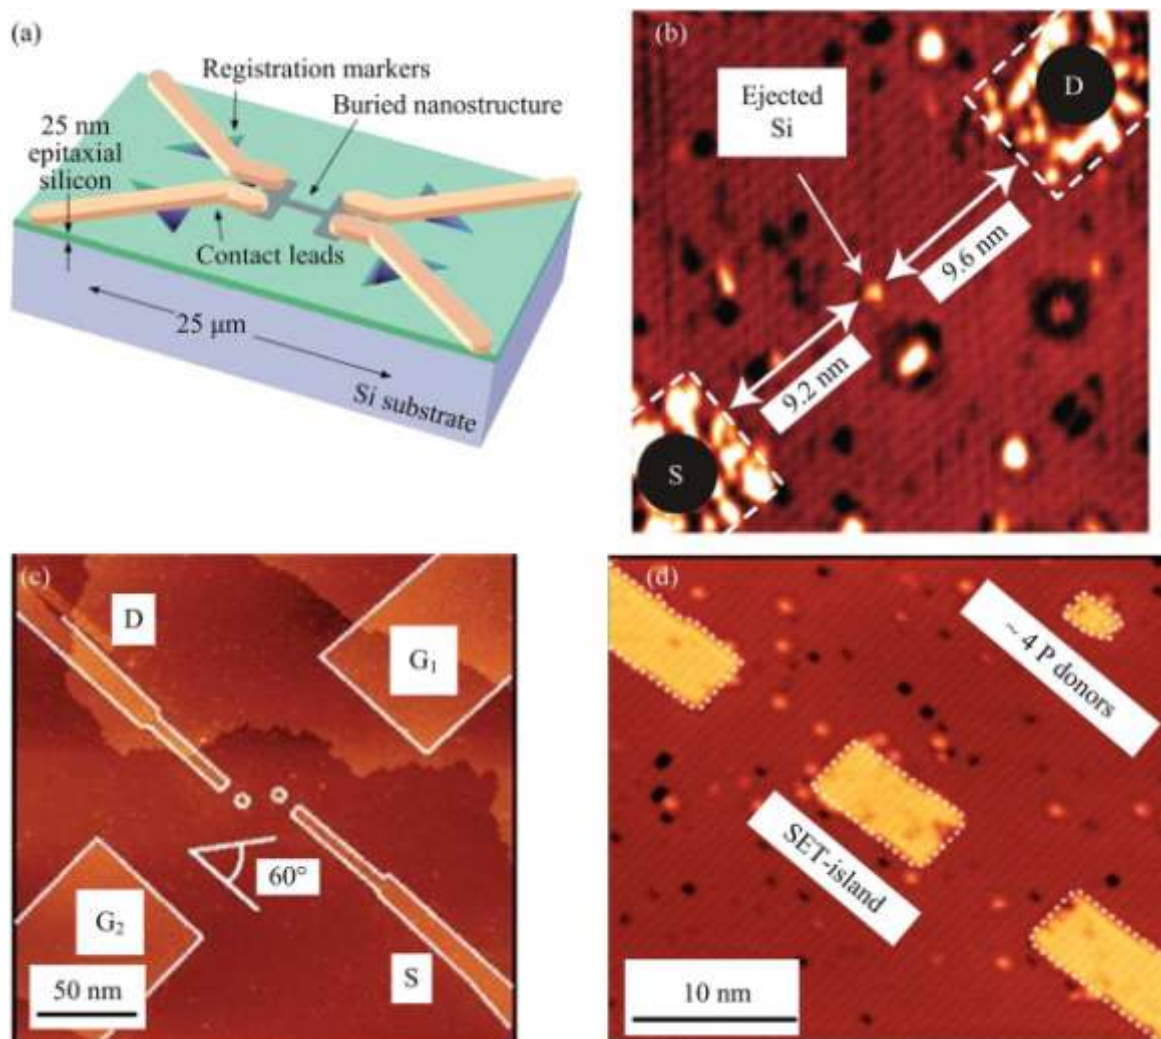 (a)
Registration markers
Buried nanostructure
25 nm
epitaxial
silicon
Contact leads
25 μm
Si substrate
(b)
D
Ejected
Si
9.6 nm
9.2 nm
S
(c)
D
G₁
60°
G₂
S
50 nm
(d)
~ 4 P donors
SET-island
10 nm